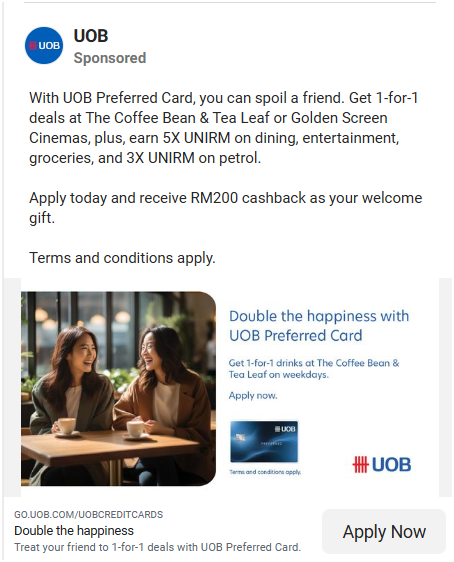 UOB
UOB
Sponsored
With UOB Preferred Card, you can spoil a friend. Get 1-for-1
deals at The Coffee Bean & Tea Leaf or Golden Screen
Cinemas, plus, earn 5X UNIRM on dining, entertainment,
groceries, and 3X UNIRM on petrol.
Apply today and receive RM200 cashback as your welcome
gift.
Terms and conditions apply.
Double the happiness with
UOB Preferred Card
Get 1-for-1 drinks at The Coffee Bean &
Tea Leaf on weekdays.
Apply now.
UOB
PREFERRED
Terms and conditions apply.
UOB
GO.UOB.COM/UOBCREDITCARDS
Double the happiness
Treat your friend to 1-for-1 deals with UOB Preferred Card.
Apply Now